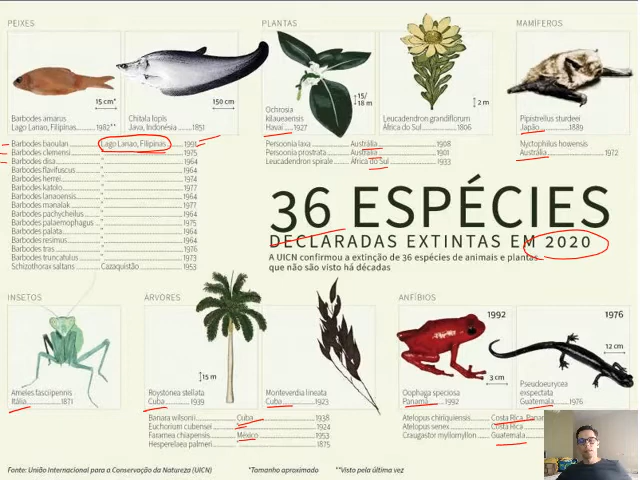 PEIXES
15 cm*
150 cm
Barbodes amarus
Lago Lanao, Filipinas 1982**
Chitala lopis
Java, Indonésia 1851
Barbodes baoulan Lago Lanao, Filipinas 1991
Barbodes clemensi " 1975
Barbodes disa " 1964
Barbodes flavifuscus " 1964
Barbodes herrei " 1974
Barbodes katolo " 1977
Barbodes lanaoensis " 1964
Barbodes manalak " 1977
Barbodes pachycheilus " 1964
Barbodes palaemophagus " 1975
Barbodes palata " 1964
Barbodes resimus " 1964
Barbodes tras " 1976
Barbodes truncatulus " 1973
Schizothorax saltans Cazaquistão 1953
PLANTAS
15/
18 m
2 m
Ochrosia
kilaueaensis
Havaí 1927
Leucadendron grandiflorum
África do Sul 1806
Persoonia laxa Austrália 1908
Persoonia prostrata Austrália 1901
Leucadendron spirale África do Sul 1933
MAMÍFEROS
Pipistrellus sturdeei
Japão 1889
Nyctophilus howensis
Austrália 1972
36 ESPÉCIES
DECLARADAS EXTINTAS EM 2020
A UICN confirmou a extinção de 36 espécies de animais e plantas
que não são visto há décadas
INSETOS
Ameles fasciipennis
Itália 1871
ÁRVORES
15 m
Roystonea stellata
Cuba 1939
Monteverdia lineata
Cuba 1923
Banara wilsonii Cuba 1938
Euchorium cubensei " 1924
Faramea chiapensis México 1953
Hesperelaea palmeri 1875
ANFÍBIOS
1992
3 cm
1976
12 cm
Oophaga speciosa
Panamá 1992
Pseudoeurycea
exspectata
Guatemala 1976
Atelopus chiriquiensis Costa Rica, Pan
Atelopus senex Costa Rica
Craugastor myllomyllon Guatemala
Fonte: União Internacional para a Conservação da Natureza (UICN) *Tamanho aproximado **Visto pela última vez